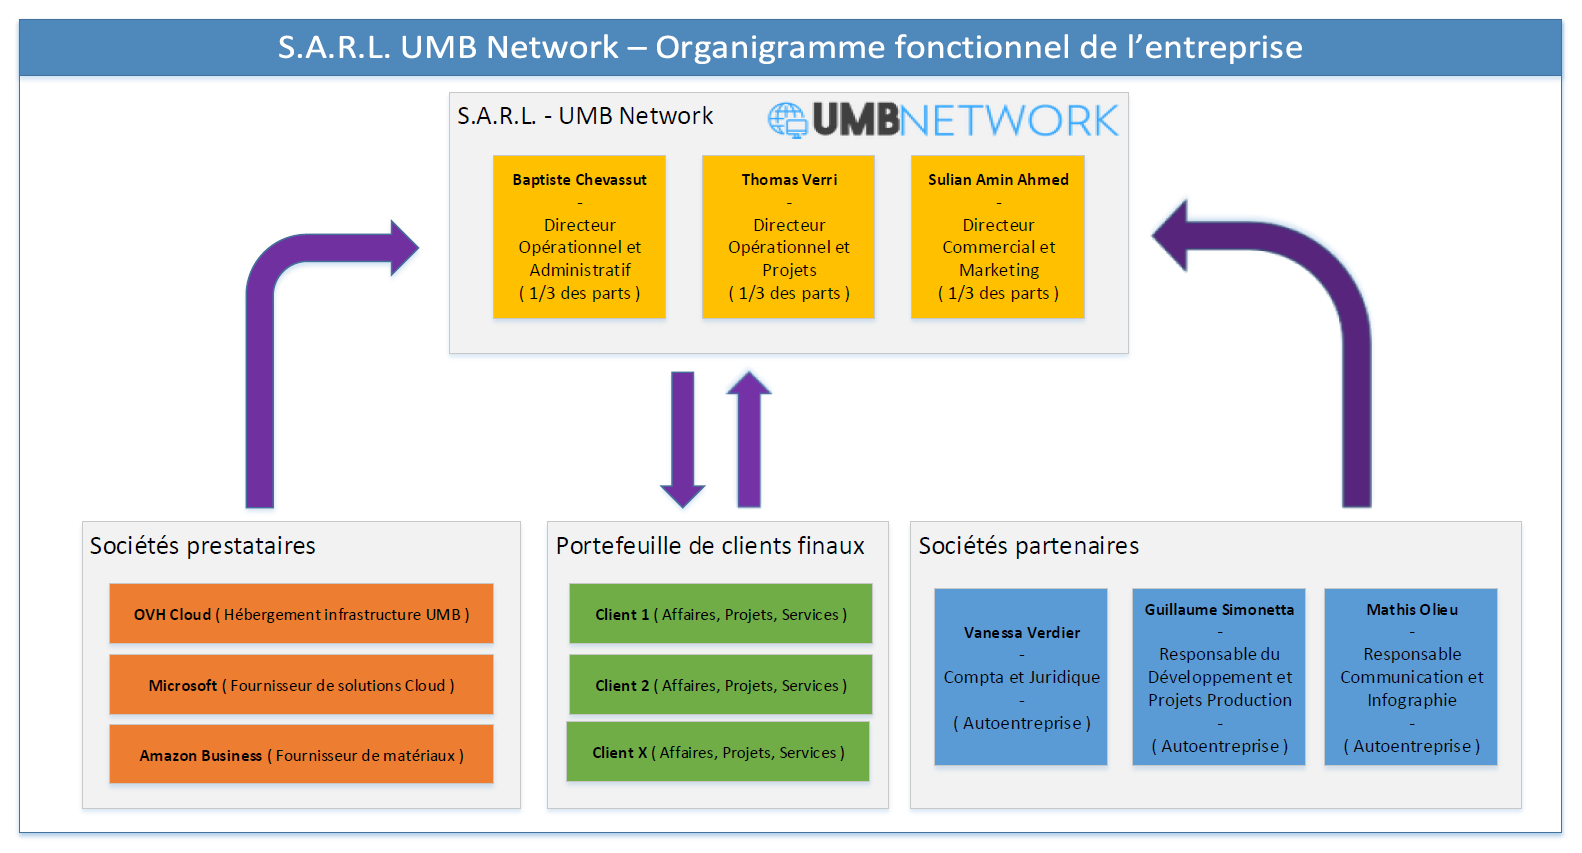 S.A.R.L. UMB Network – Organigramme fonctionnel de l’entreprise
S.A.R.L. - UMB Network
UMBNETWORK
Baptiste Chevassut
-
Directeur
Opérationnel et
Administratif
( 1/3 des parts )
Thomas Verri
-
Directeur
Opérationnel et
Projets
( 1/3 des parts )
Sulian Amin Ahmed
-
Directeur
Commercial et
Marketing
( 1/3 des parts )
Sociétés prestataires
OVH Cloud ( Hébergement infrastructure UMB )
Microsoft ( Fournisseur de solutions Cloud )
Amazon Business ( Fournisseur de matériaux )
Portefeuille de clients finaux
Client 1 ( Affaires, Projets, Services )
Client 2 ( Affaires, Projets, Services )
Client X ( Affaires, Projets, Services )
Sociétés partenaires
Vanessa Verdier
-
Compta et Juridique
-
( Autoentreprise )
Guillaume Simonetta
-
Responsable du
Développement et
Projets Production
-
( Autoentreprise )
Mathis Olieu
-
Responsable
Communication et
Infographie
-
( Autoentreprise )